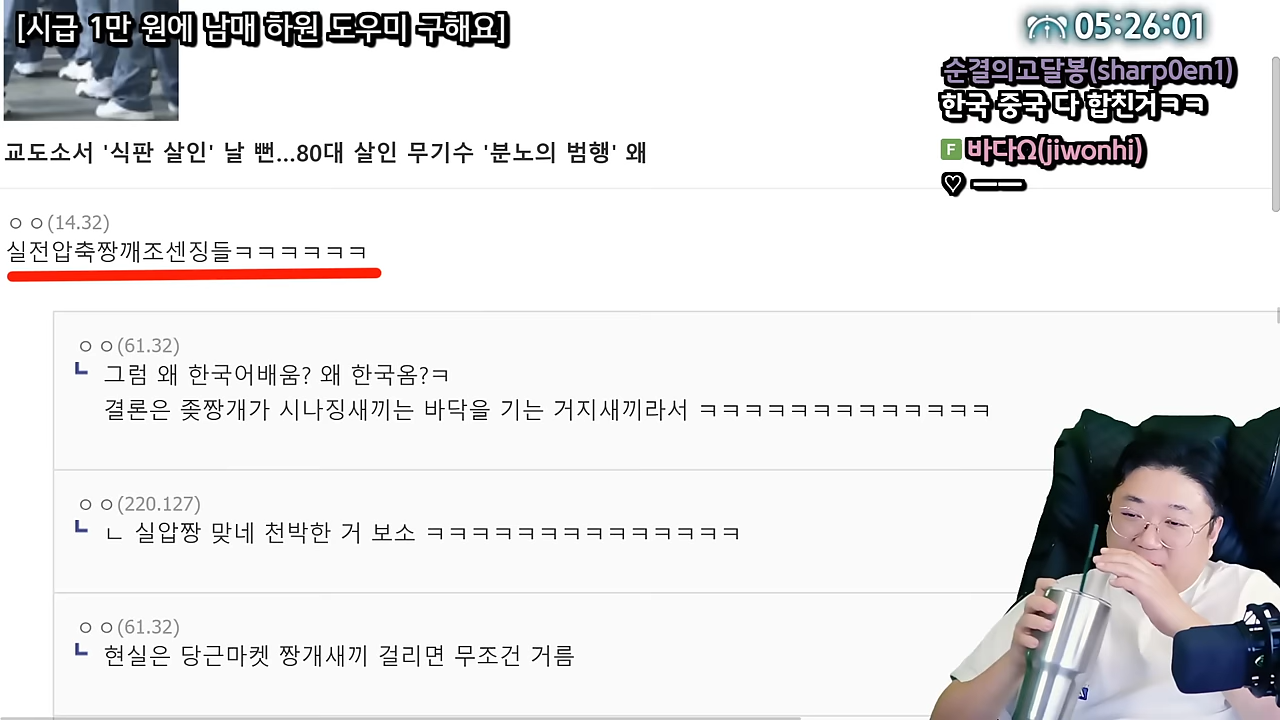 [시급 1만 원에 남매 하원 도우미 구해요]
05:26:01
순결의고달봉(sharp0en1)
한국 중국 다 합친거ㅋㅋ
F 바다Ω(jiwonhi)
♡ ㅡㅡ
교도소서 '식판 살인' 날 뻔...80대 살인 무기수 '분노의 범행' 왜
ㅇㅇ(14.32)
실전압축짱깨조센징들ㅋㅋㅋㅋㅋㅋ
ㅇㅇ(61.32)
그럼 왜 한국어배움? 왜 한국옴?ㅋ
결론은 좆짱개가 시나징새끼는 바닥을 기는 거지새끼라서 ㅋㅋㅋㅋㅋㅋㅋㅋㅋㅋㅋㅋㅋ
ㅇㅇ(220.127)
ㄴ 실압짱 맞네 천박한 거 보소 ㅋㅋㅋㅋㅋㅋㅋㅋㅋㅋㅋㅋㅋㅋ
ㅇㅇ(61.32)
현실은 당근마켓 짱개새끼 걸리면 무조건 거름